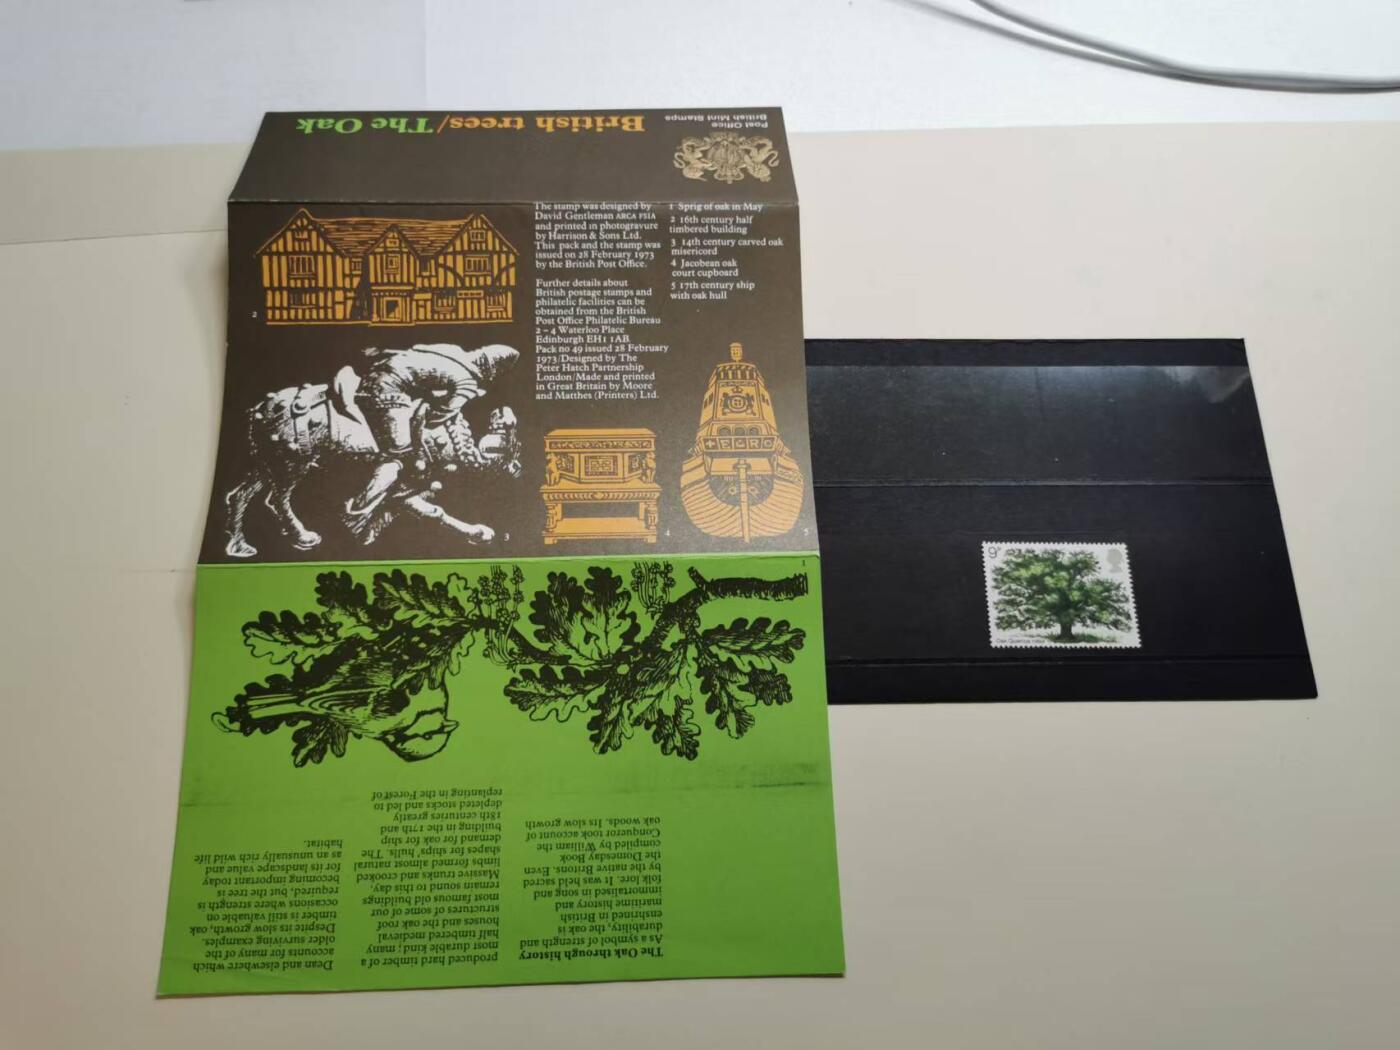 British trees/The Oak
Post Office
British Mint Stamps
The stamp was designed by
David Gentleman ARCA FSIA
and printed in photogravure
by Harrison & Sons Ltd.
This pack and the stamp was
issued on 28 February 1973
by the British Post Office.
Further details about
British postage stamps and
philatelic facilities can be
obtained from the British
Post Office Philatelic Bureau
2 – 4 Waterloo Place
Edinburgh EH1 1AB
Pack no 49 issued 28 February
1973/Designed by The
Peter Hatch Partnership
London/Made and printed
in Great Britain by Moore
and Matthes (Printers) Ltd.
1 Sprig of oak in May
2 16th century half
timbered building
3 14th century carved oak
misericord
4 Jacobean oak
court cupboard
5 17th century ship
with oak hull
2
3
4
5
NEGRO
1
The Oak through history
As a symbol of strength and
durability, the oak is
enshrined in British
maritime history and
immortalised in song and
folk lore. It was held sacred
by the native Britons. Even
the Domesday Book
compiled by William the
Conqueror took account of
oak woods. Its slow growth
produced hard timber of a
most durable kind; many
half timbered medieval
houses and the oak roof
structures of some of our
most famous old buildings
remain sound to this day.
Massive trunks and crooked
limbs formed almost natural
shapes for ships' hulls. The
demand for oak for ship
building in the 17th and
18th centuries greatly
depleted stocks and led to
replanting in the Forest of
Dean and elsewhere which
accounts for many of the
older surviving examples.
Despite its slow growth, oak
timber is still valuable on
occasions where strength is
required, but the tree is
becoming important today
for its landscape value and
as an unusually rich wild life
habitat.
9p
Oak Quercus robur